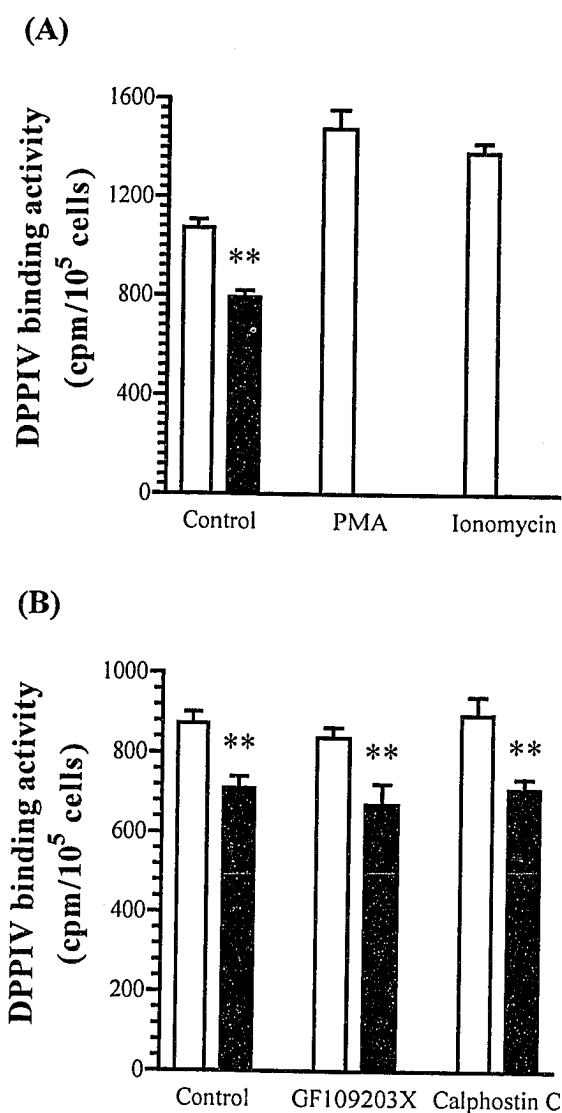 (A)
DPPIV binding activity
(cpm/10⁵ cells)
1600
1200
800
400
0
**
Control PMA Ionomycin
(B)
DPPIV binding activity
(cpm/10⁵ cells)
1000
800
600
400
200
0
** ** **
Control GF109203X Calphostin C